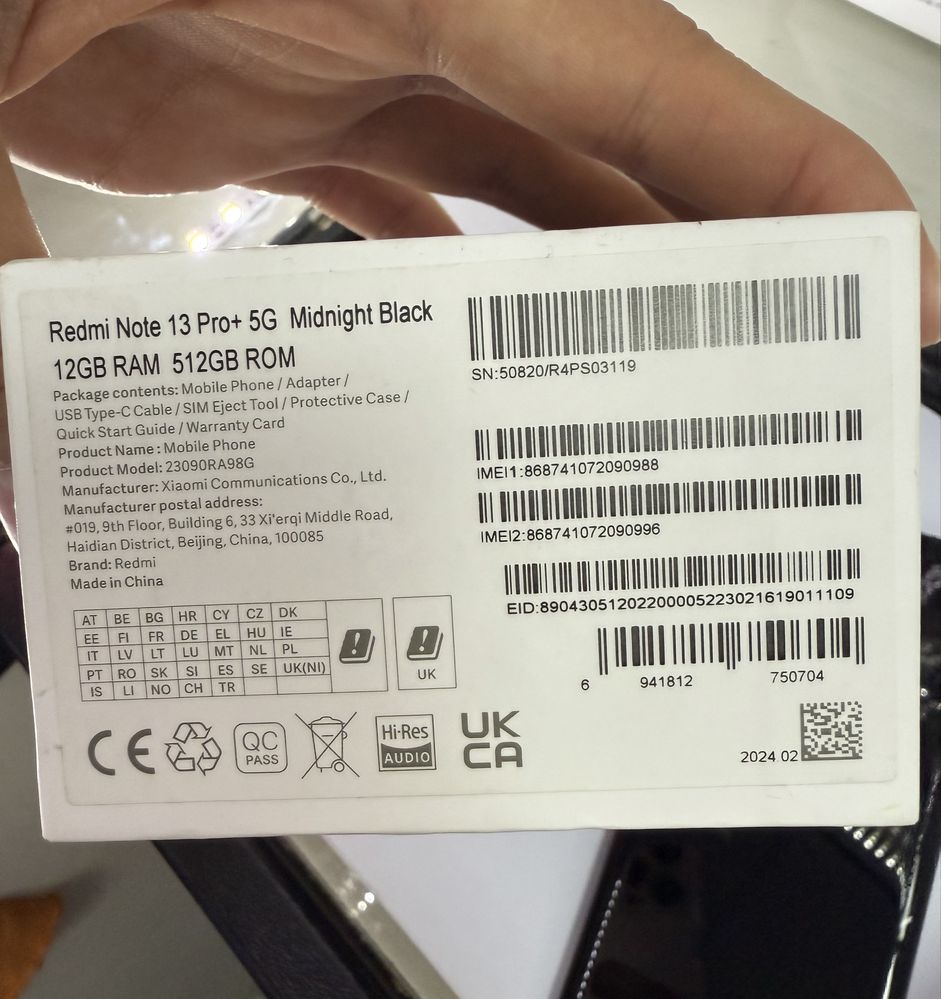 Redmi Note 13 Pro+ 5G Midnight Black
12GB RAM 512GB ROM
Package contents: Mobile Phone / Adapter /
USB Type-C Cable / SIM Eject Tool / Protective Case /
Quick Start Guide / Warranty Card
Product Name: Mobile Phone
Product Model: 23090RA98G
Manufacturer: Xiaomi Communications Co., Ltd.
Manufacturer postal address:
#019, 9th Floor, Building 6, 33 Xi'erqi Middle Road,
Haidian District, Beijing, China, 100085
Brand: Redmi
Made in China
AT BE BG HR CY CZ DK
EE FI FR DE EL HU IE
IT LV LT LU MT NL PL
PT RO SK SI ES SE UK(NI)
IS LI NO CH TR
UK
CE
QC
PASS
Hi-Res
AUDIO
UK
CA
SN:50820/R4PS03119
IMEI1:868741072090988
IMEI2:868741072090996
EID:89043051202200005223021619011109
6 941812 750704
2024.02